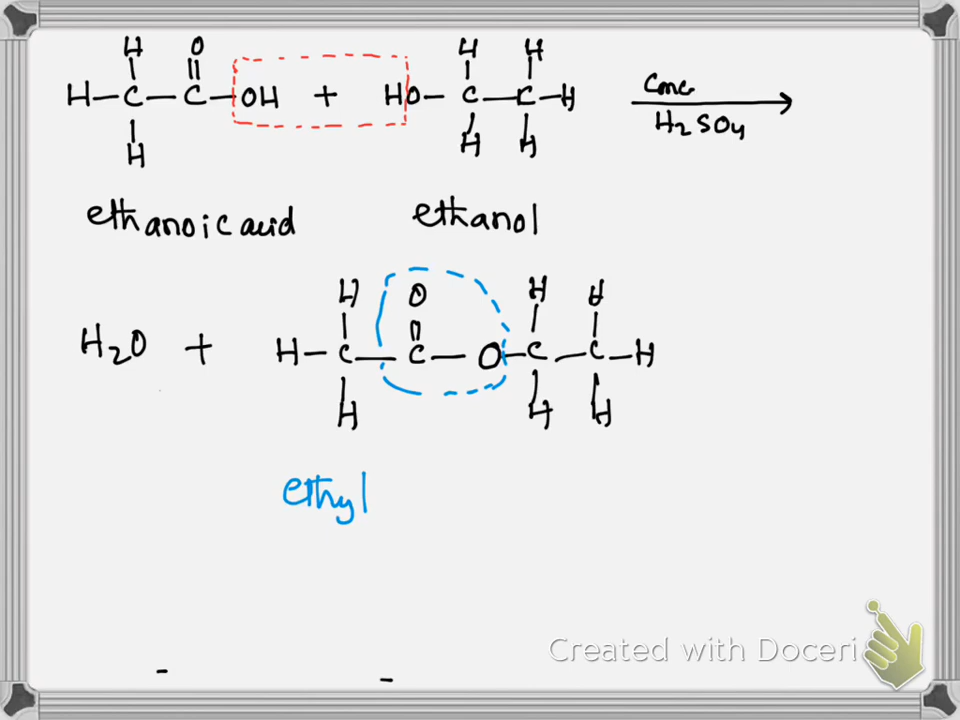 H O H H
H–C–C–OH + HO–C–C–H Conc
H H H H2SO4
ethanoic acid ethanol
H O H H
H2O + H–C–C–O–C–C–H
H H H
ethyl
Created with Doceri